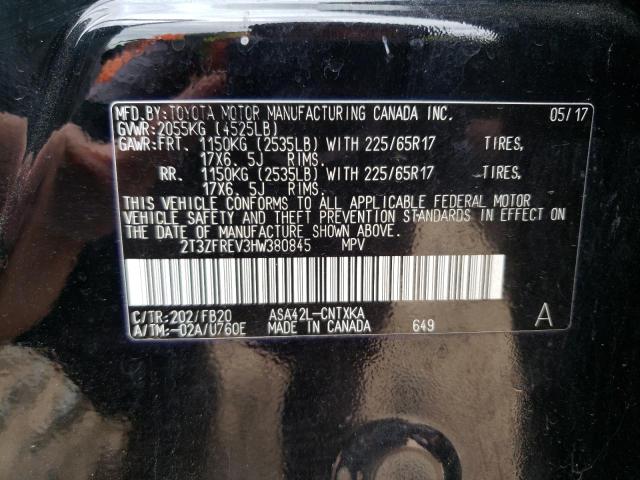 MFD.BY:TOYOTA MOTOR MANUFACTURING CANADA INC. 05/17
GVWR:2055KG (4525LB)
GAWR:FRT. 1150KG (2535LB) WITH 225/65R17 TIRES,
17X6. 5J RIMS.
RR. 1150KG (2535LB) WITH 225/65R17 TIRES,
17X6. 5J RIMS.
THIS VEHICLE CONFORMS TO ALL APPLICABLE FEDERAL MOTOR
VEHICLE SAFETY AND THEFT PREVENTION STANDARDS IN EFFECT ON
THE DATE OF MANUFACTURE SHOWN ABOVE.
2T3ZFREV3HW380845 MPV
C/TR:202/FB20 ASA42L-CNTXKA
A/TM:-02A/U760E MADE IN CANADA 649 A